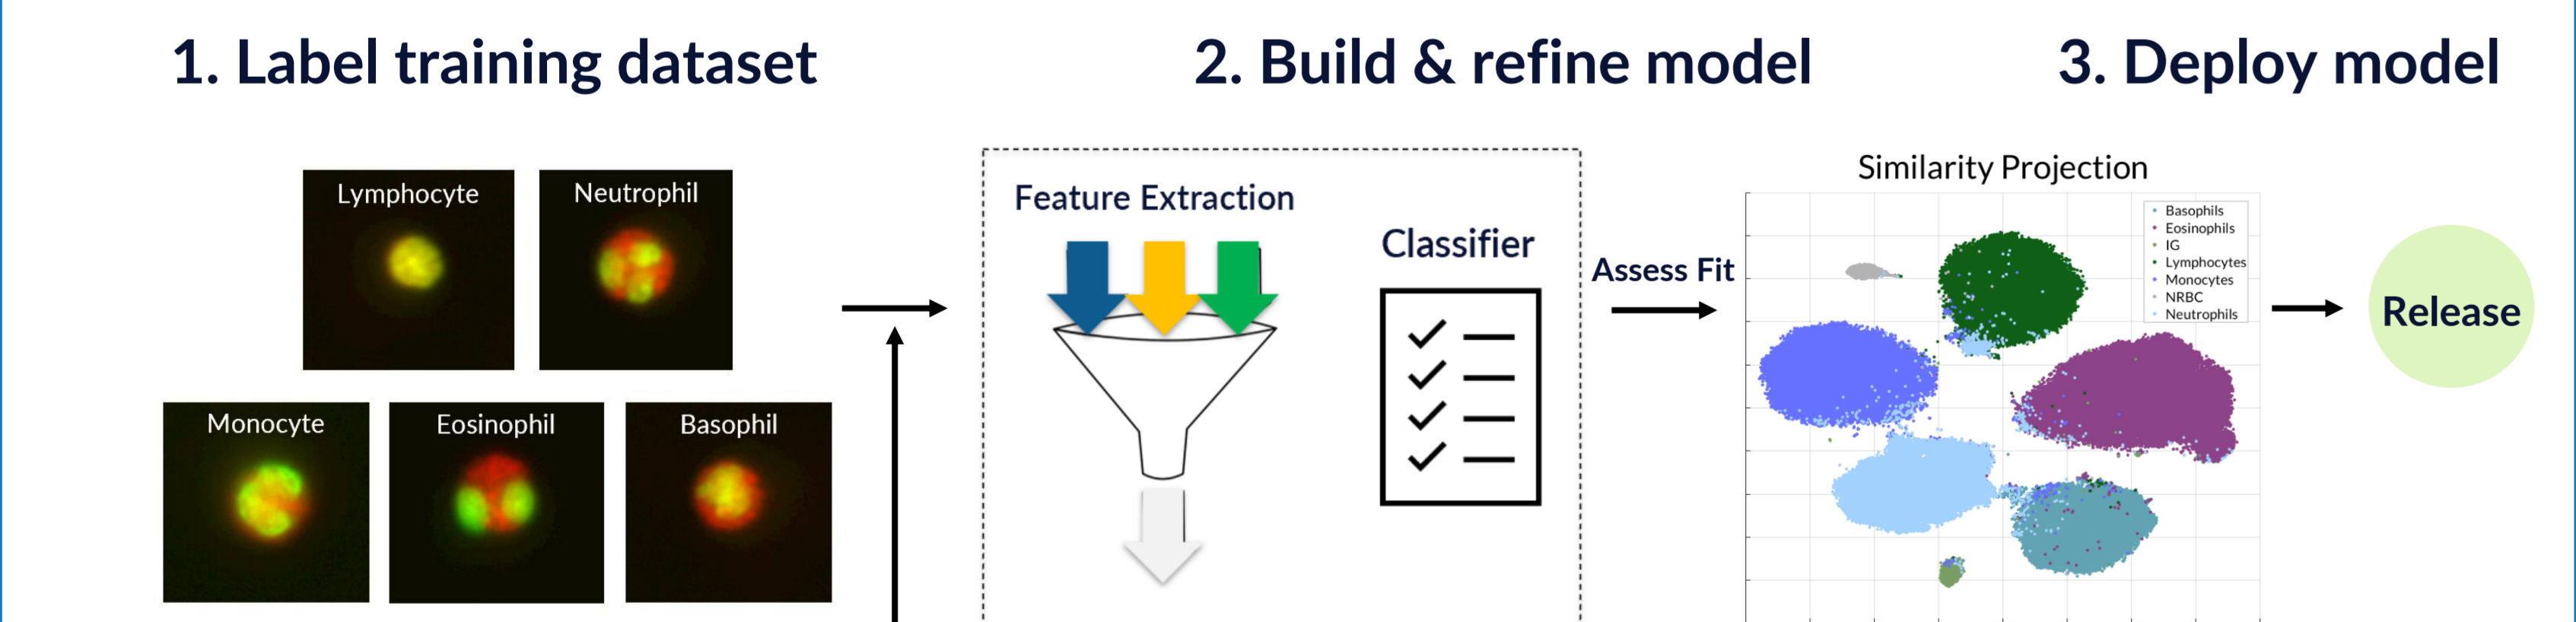 1. Label training dataset
2. Build & refine model
3. Deploy model
Lymphocyte
Neutrophil
Monocyte
Eosinophil
Basophil
Feature Extraction
Classifier
Assess Fit
Similarity Projection
Basophils
Eosinophils
IG
Lymphocytes
Monocytes
NRBC
Neutrophils
Release